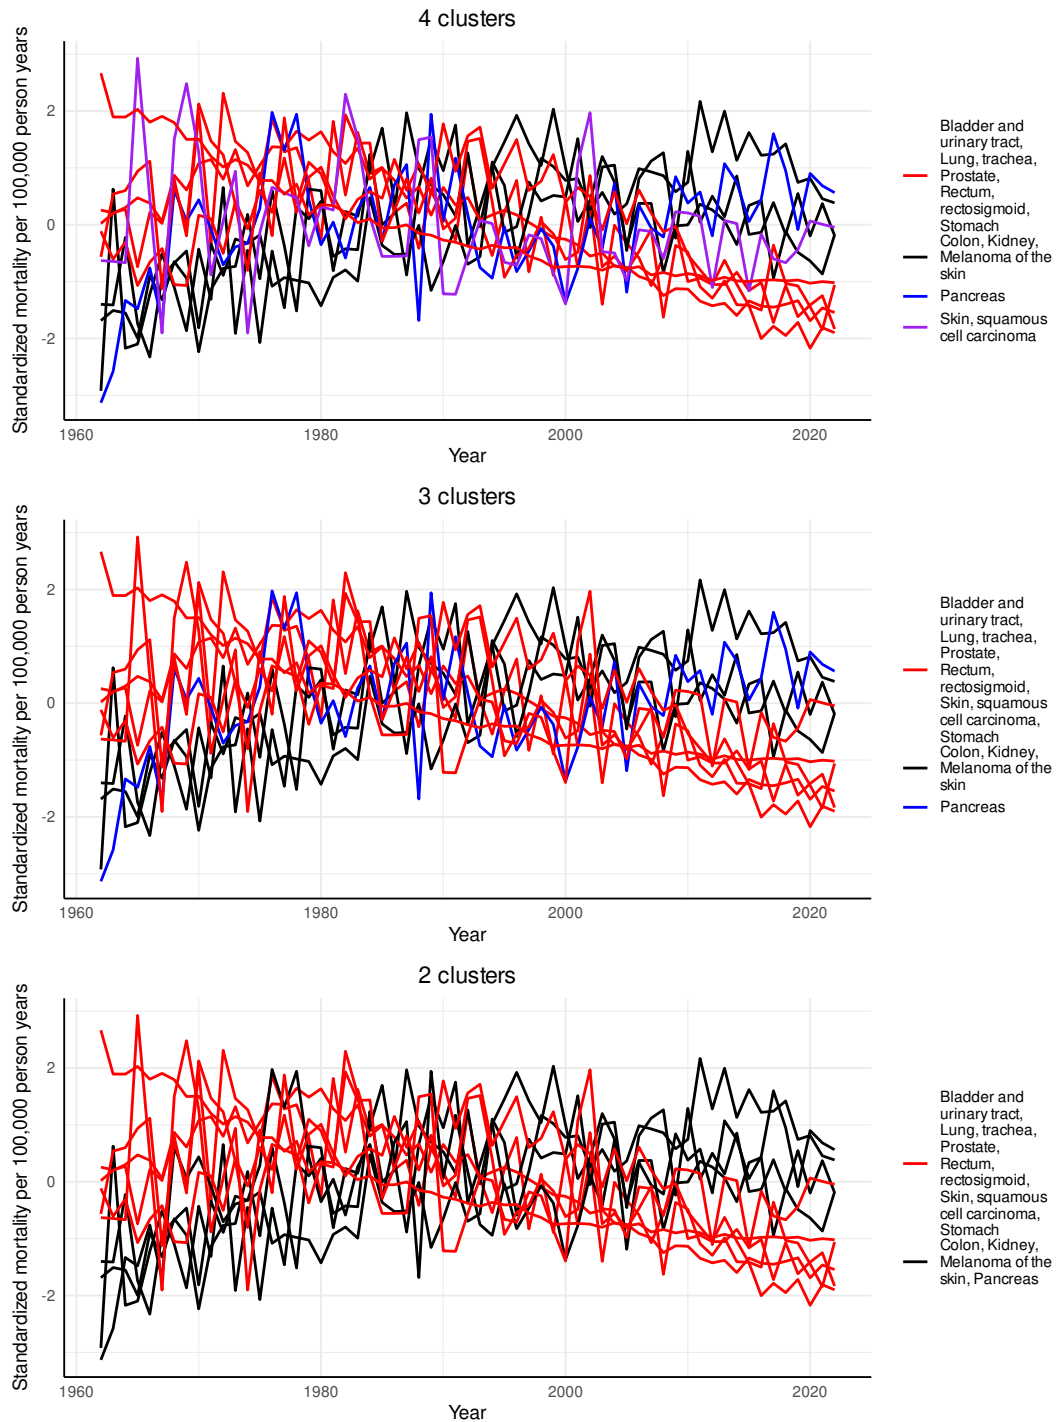 4 clusters
Standardized mortality per 100,000 person years
2
0
-2
1960
1980
2000
2020
Year
Bladder and
urinary tract,
Lung, trachea,
Prostate,
Rectum,
rectosigmoid,
Stomach
Colon, Kidney,
Melanoma of the
skin
Pancreas
Skin, squamous
cell carcinoma
3 clusters
Standardized mortality per 100,000 person years
2
0
-2
1960
1980
2000
2020
Year
Bladder and
urinary tract,
Lung, trachea,
Prostate,
Rectum,
rectosigmoid,
Skin, squamous
cell carcinoma,
Stomach
Colon, Kidney,
Melanoma of the
skin
Pancreas
2 clusters
Standardized mortality per 100,000 person years
2
0
-2
1960
1980
2000
2020
Year
Bladder and
urinary tract,
Lung, trachea,
Prostate,
Rectum,
rectosigmoid,
Skin, squamous
cell carcinoma,
Stomach
Colon, Kidney,
Melanoma of the
skin, Pancreas